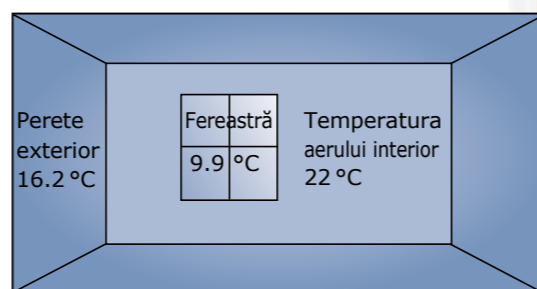 Perete
exterior
16.2 °C
Fereastră
9.9 °C
Temperatura
aerului interior
22 °C